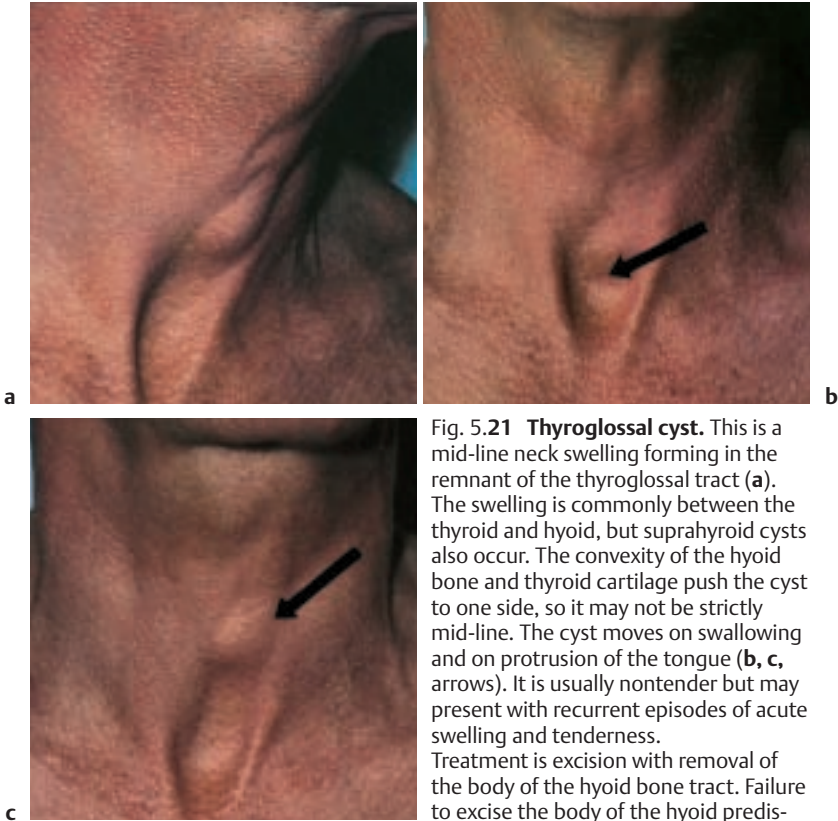 a
b
Fig. 5.21 Thyroglossal cyst. This is a
mid-line neck swelling forming in the
remnant of the thyroglossal tract (a).
The swelling is commonly between the
thyroid and hyoid, but suprahyroid cysts
also occur. The convexity of the hyoid
bone and thyroid cartilage push the cyst
to one side, so it may not be strictly
mid-line. The cyst moves on swallowing
and on protrusion of the tongue (b, c,
arrows). It is usually nontender but may
present with recurrent episodes of acute
swelling and tenderness.
Treatment is excision with removal of
the body of the hyoid bone tract. Failure
to excise the body of the hyoid predis-
c